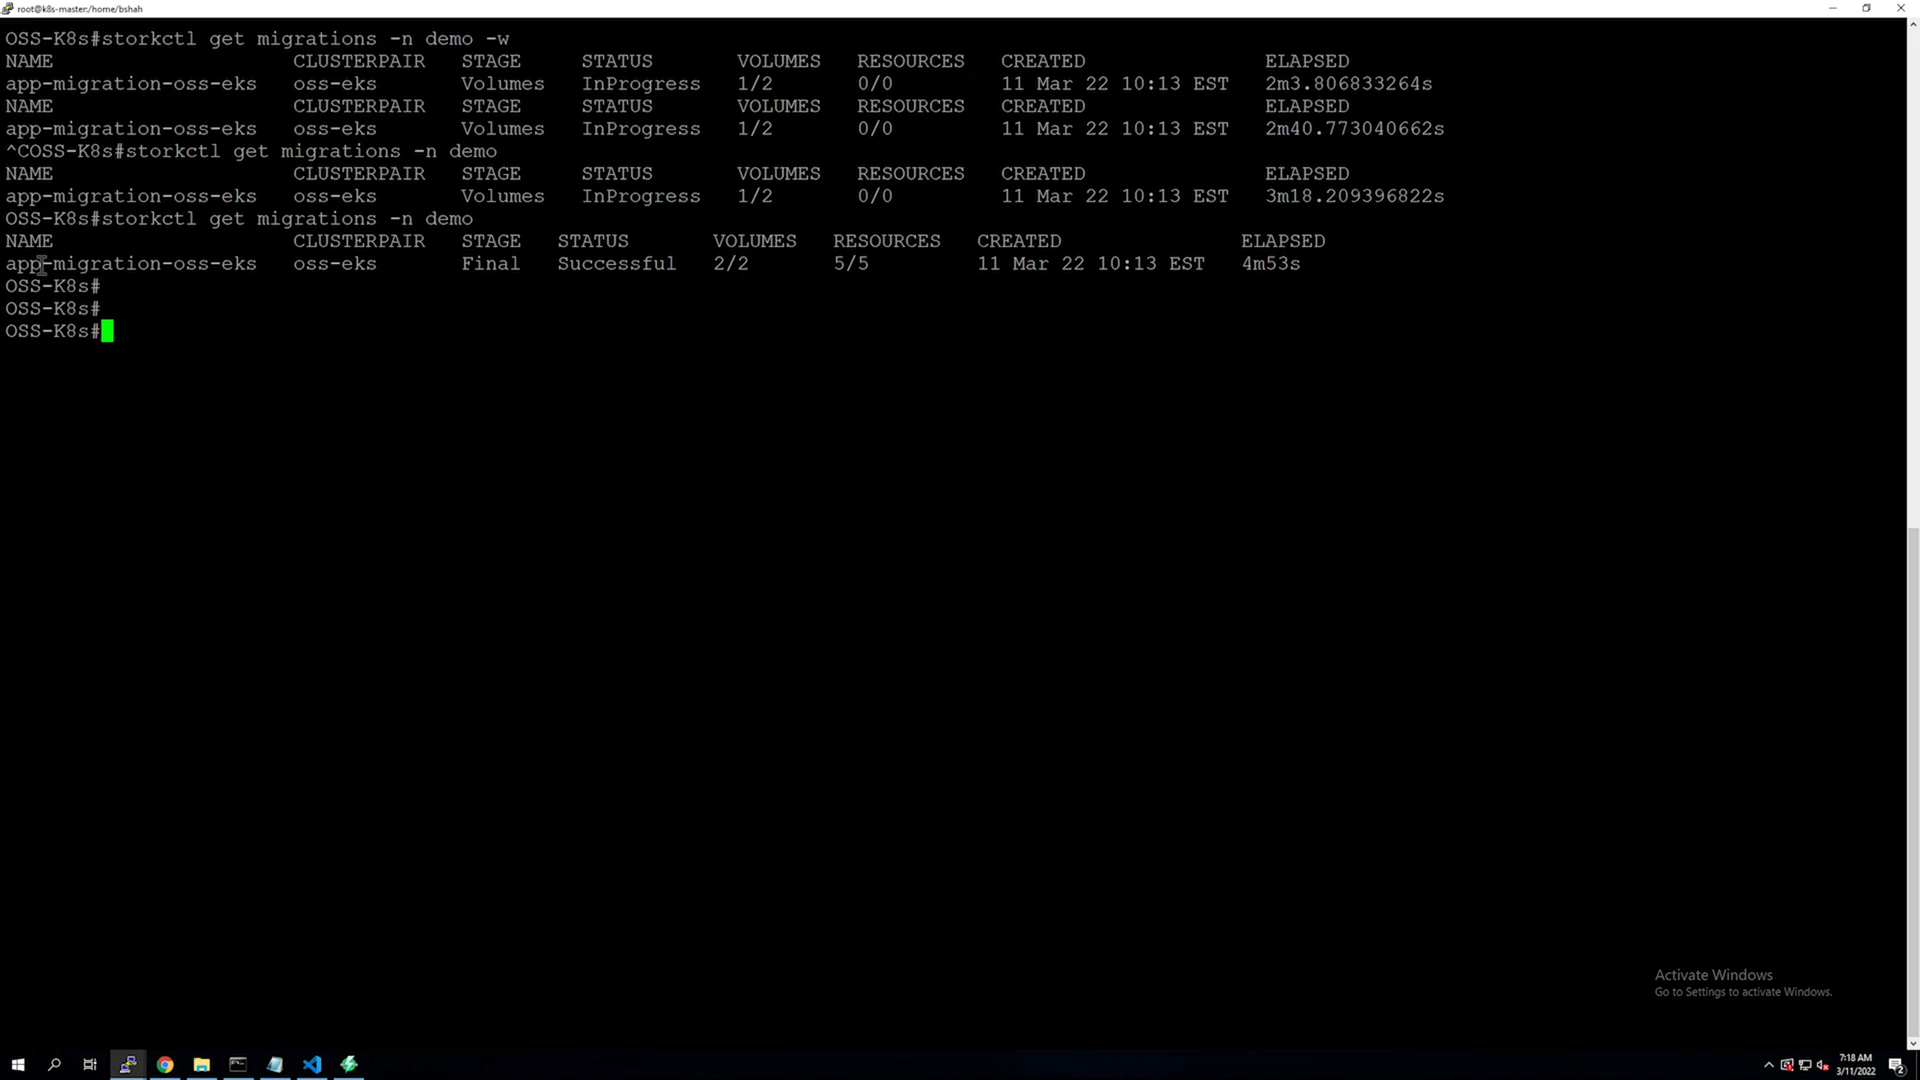 root@k8s-master:/home/bshah
OSS-K8s#storkctl get migrations -n demo -w
NAME CLUSTERPAIR STAGE STATUS VOLUMES RESOURCES CREATED ELAPSED
app-migration-oss-eks oss-eks Volumes InProgress 1/2 0/0 11 Mar 22 10:13 EST 2m3.806833264s
NAME CLUSTERPAIR STAGE STATUS VOLUMES RESOURCES CREATED ELAPSED
app-migration-oss-eks oss-eks Volumes InProgress 1/2 0/0 11 Mar 22 10:13 EST 2m40.773040662s
^COSS-K8s#storkctl get migrations -n demo
NAME CLUSTERPAIR STAGE STATUS VOLUMES RESOURCES CREATED ELAPSED
app-migration-oss-eks oss-eks Volumes InProgress 1/2 0/0 11 Mar 22 10:13 EST 3m18.209396822s
OSS-K8s#storkctl get migrations -n demo
NAME CLUSTERPAIR STAGE STATUS VOLUMES RESOURCES CREATED ELAPSED
app-migration-oss-eks oss-eks Final Successful 2/2 5/5 11 Mar 22 10:13 EST 4m53s
OSS-K8s#
OSS-K8s#
OSS-K8s#
Activate Windows
Go to Settings to activate Windows.
7:18 AM
3/11/2022
2